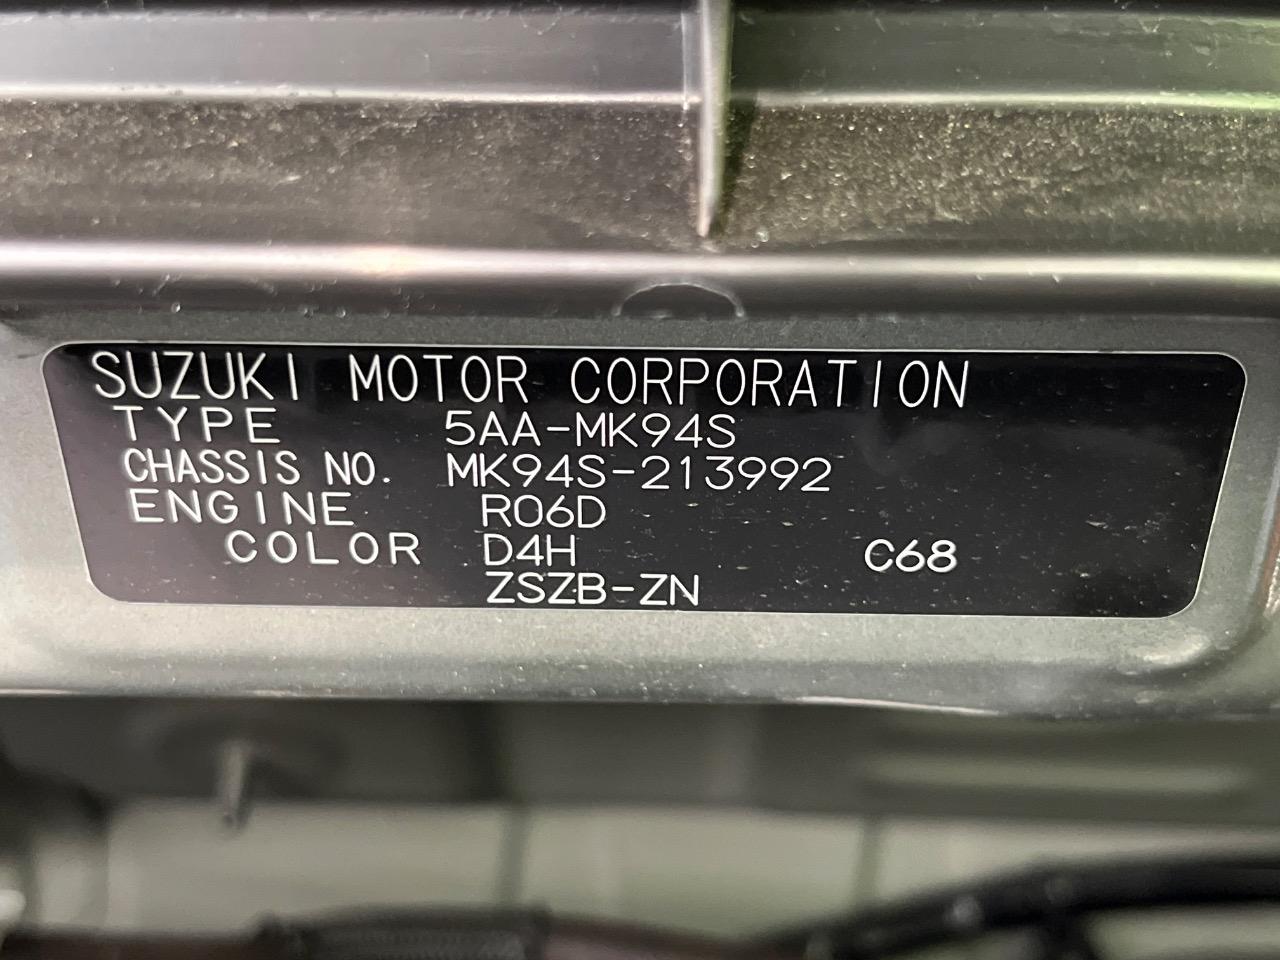 SUZUKI MOTOR CORPORATION
TYPE 5AA-MK94S
CHASSIS NO. MK94S-213992
ENGINE R06D
COLOR D4H C68
ZSZB-ZN